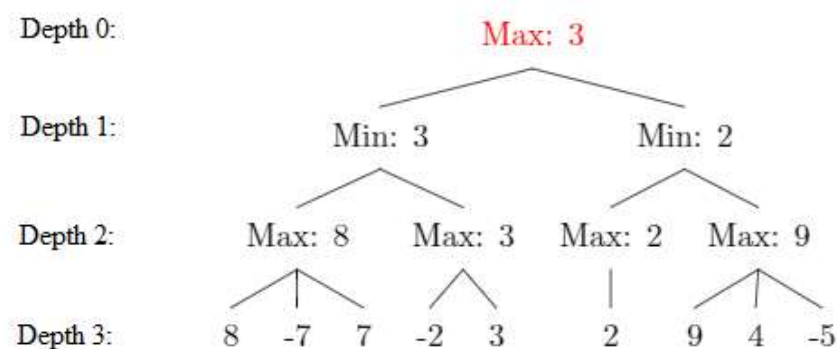 Depth 0: Max: 3
Depth 1: Min: 3 Min: 2
Depth 2: Max: 8 Max: 3 Max: 2 Max: 9
Depth 3: 8 -7 7 -2 3 2 9 4 -5